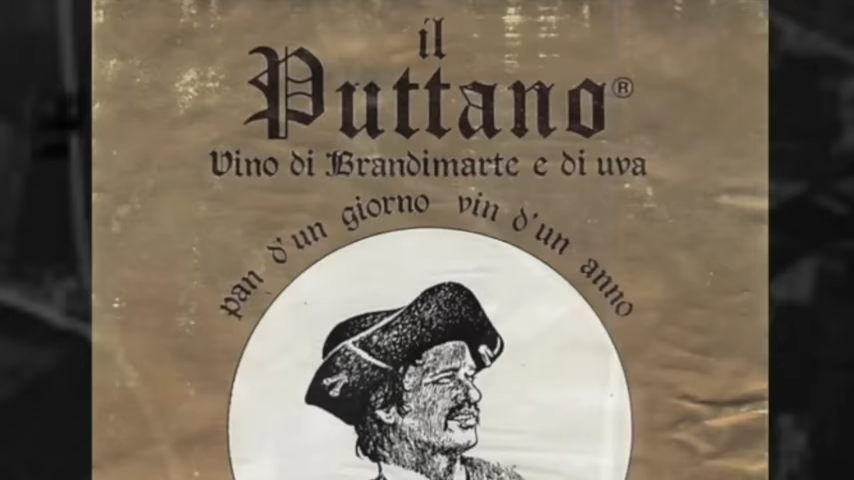 il
Puttano®
Vino di Brandimarte e di uva
pan d'un giorno vin d'un anno